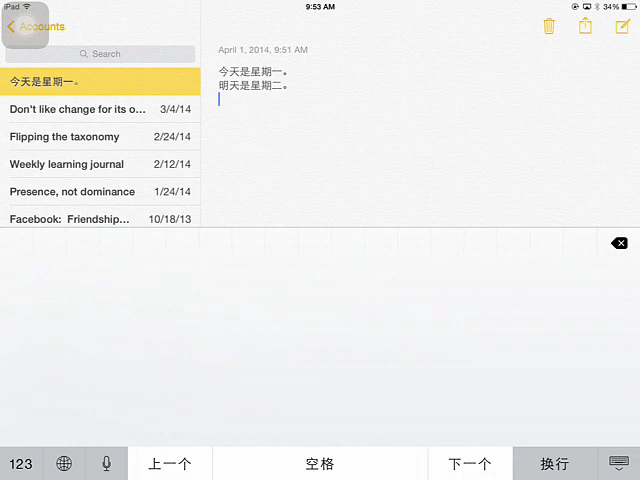 iPad
9:53 AM
34%
Accounts
Search
今天是星期一。
Don't like change for its o... 3/4/14
Flipping the taxonomy 2/24/14
Weekly learning journal 2/12/14
Presence, not dominance 1/24/14
Facebook: Friendship... 10/18/13
April 1, 2014, 9:51 AM
今天是星期一。
明天是星期二。
123
上一个
空格
下一个
换行